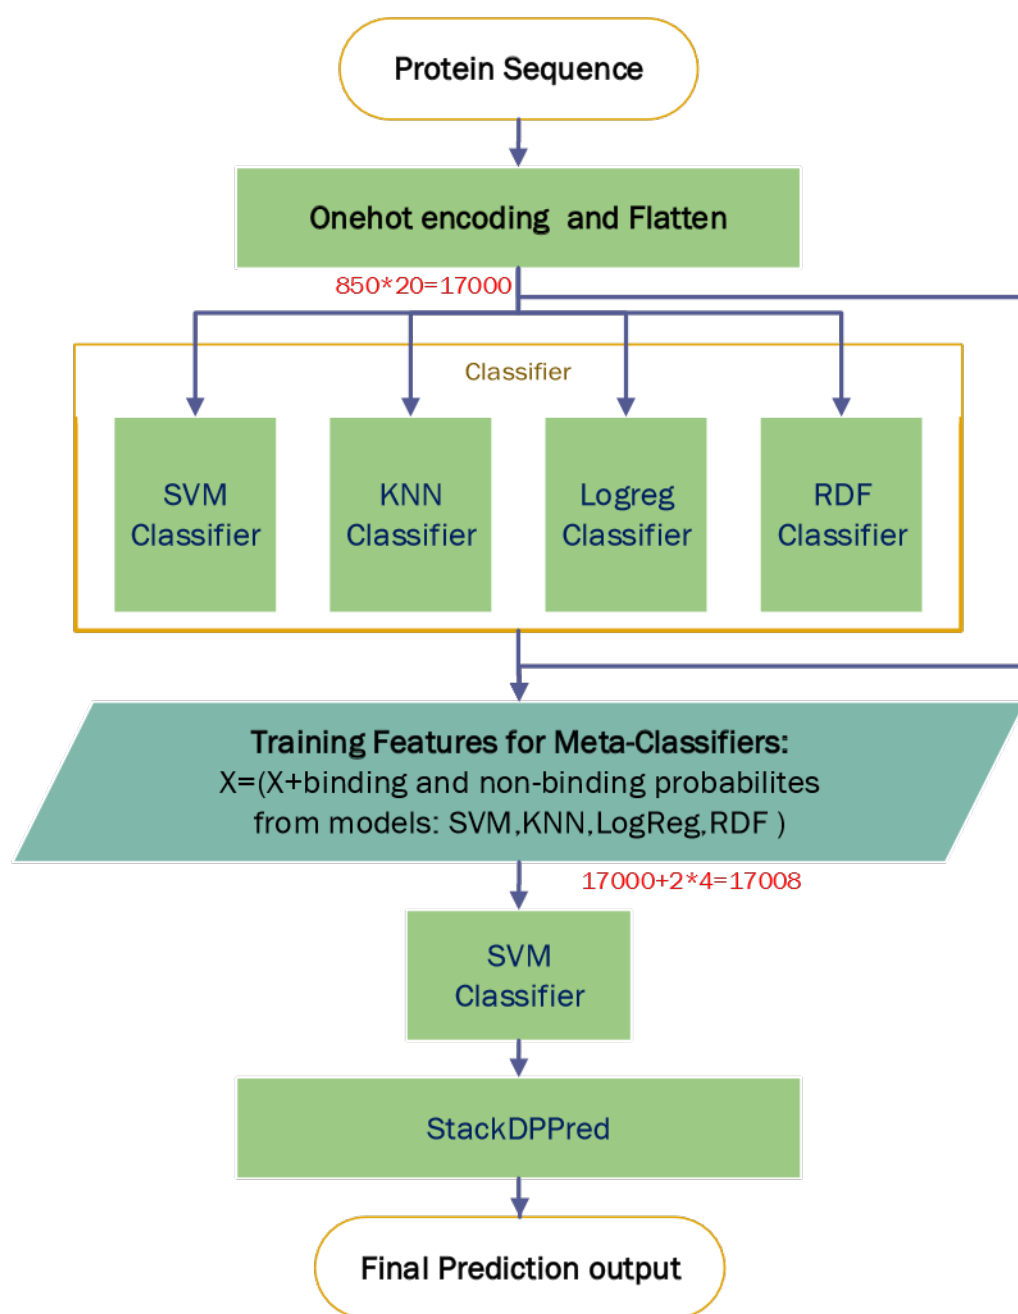 Protein Sequence
Onehot encoding and Flatten
850*20=17000
Classifier
SVM
Classifier
KNN
Classifier
Logreg
Classifier
RDF
Classifier
Training Features for Meta-Classifiers:
X=(X+binding and non-binding probabilites
from models: SVM,KNN,LogReg,RDF )
17000+2*4=17008
SVM
Classifier
StackDPPred
Final Prediction output